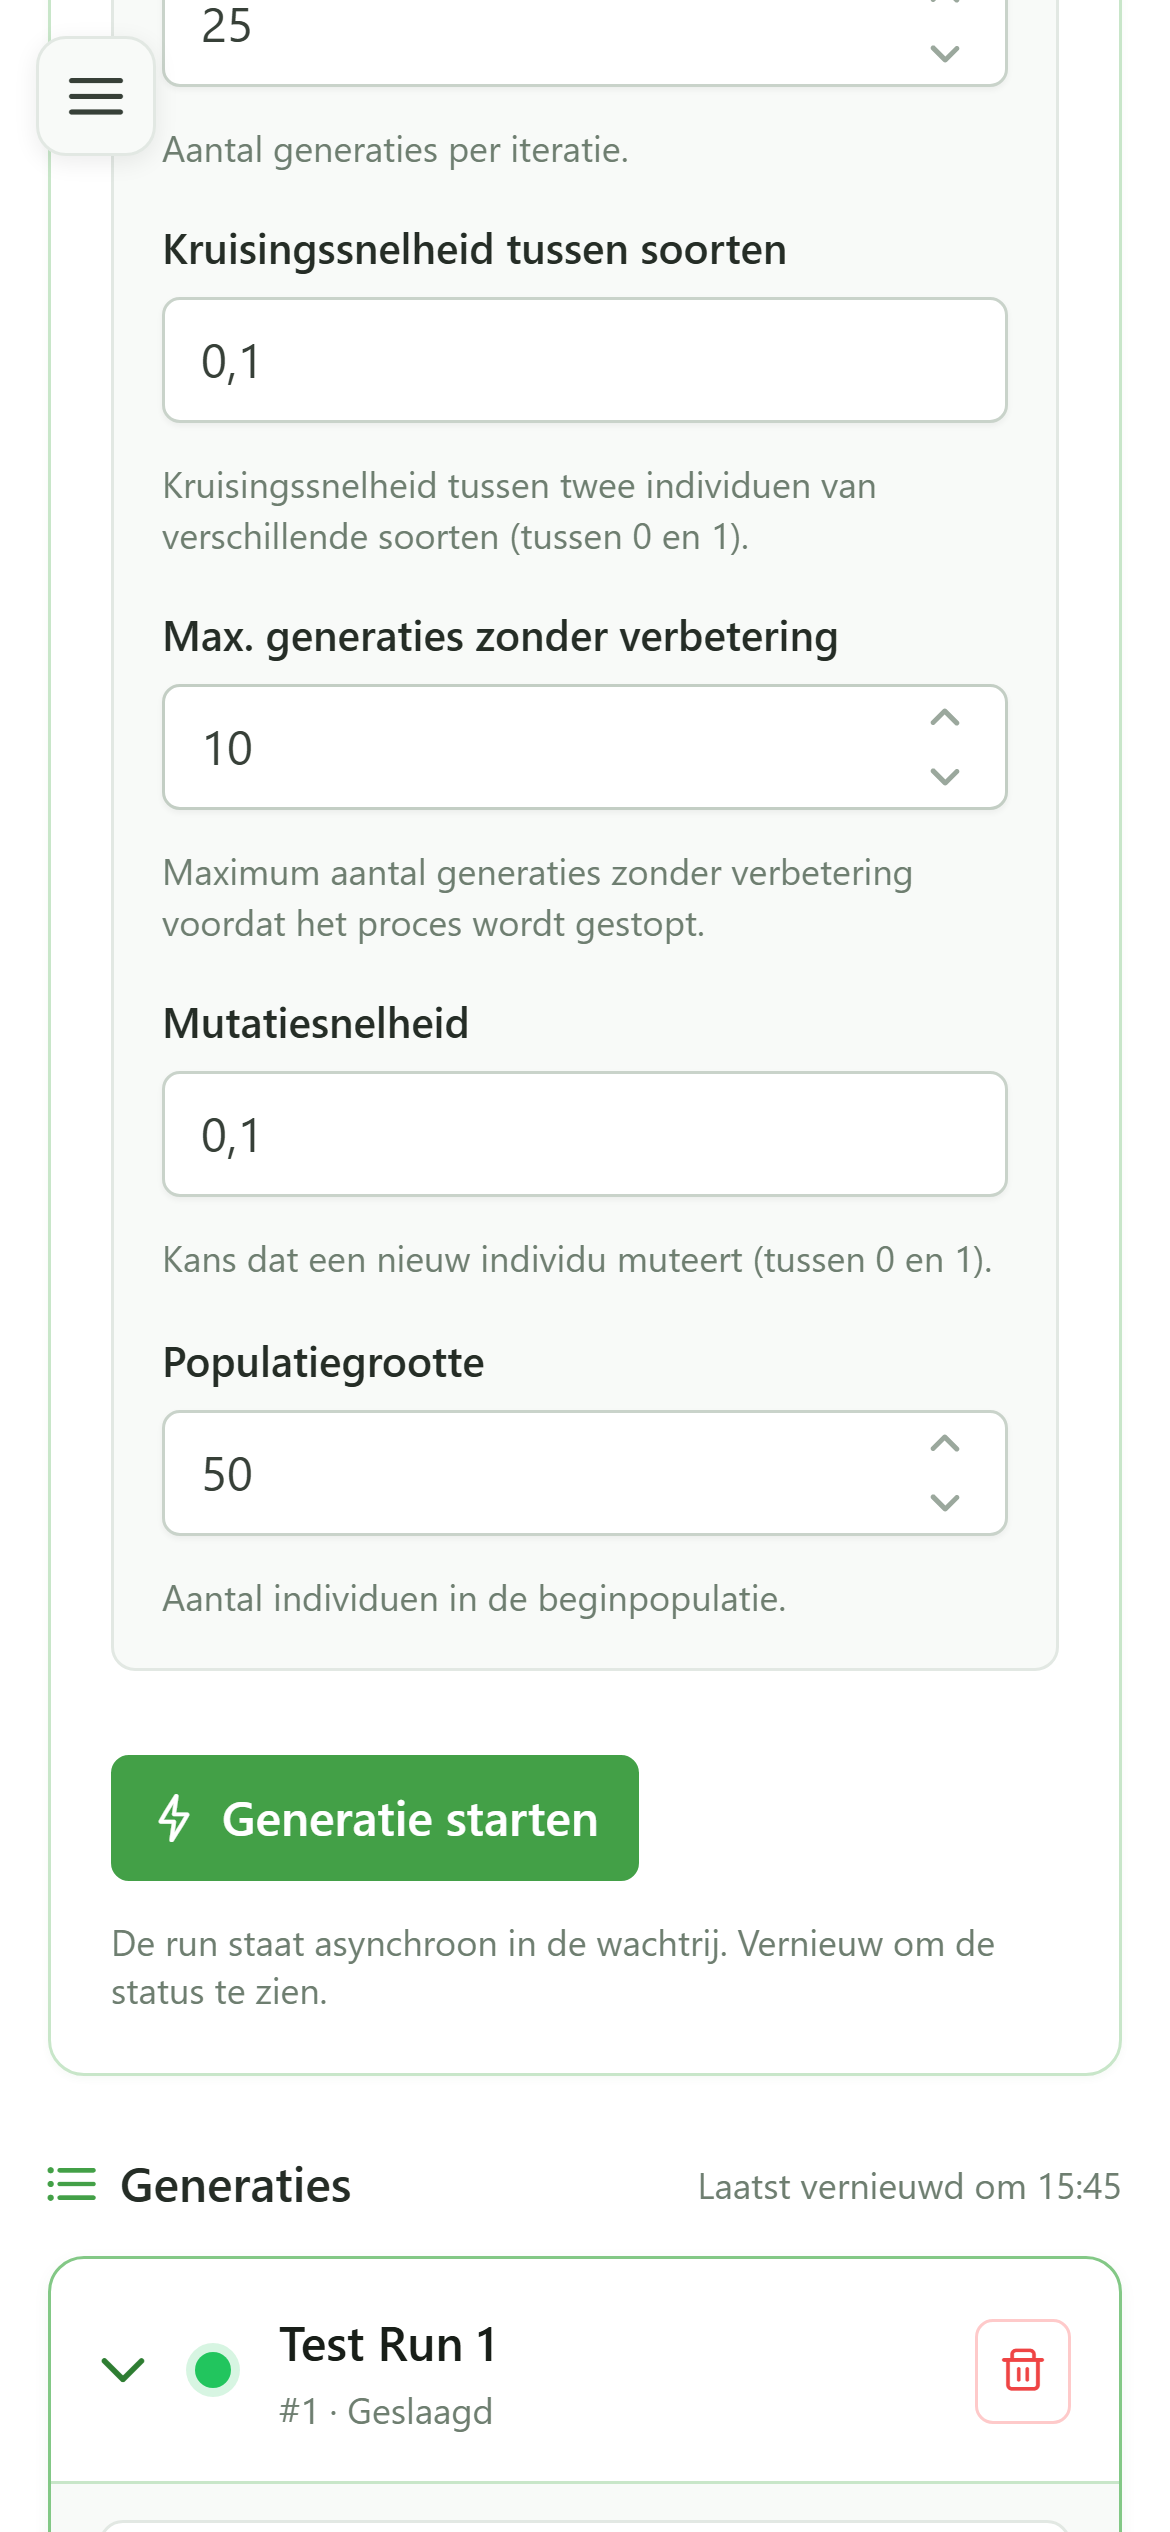 25
Aantal generaties per iteratie.
Kruisingssnelheid tussen soorten
0,1
Kruisingssnelheid tussen twee individuen van
verschillende soorten (tussen 0 en 1).
Max. generaties zonder verbetering
10
Maximum aantal generaties zonder verbetering
voordat het proces wordt gestopt.
Mutatiesnelheid
0,1
Kans dat een nieuw individu muteert (tussen 0 en 1).
Populatiegrootte
50
Aantal individuen in de beginpopulatie.
Generatie starten
De run staat asynchroon in de wachtrij. Vernieuw om de
status te zien.
Generaties
Laatst vernieuwd om 15:45
Test Run 1
#1 · Geslaagd